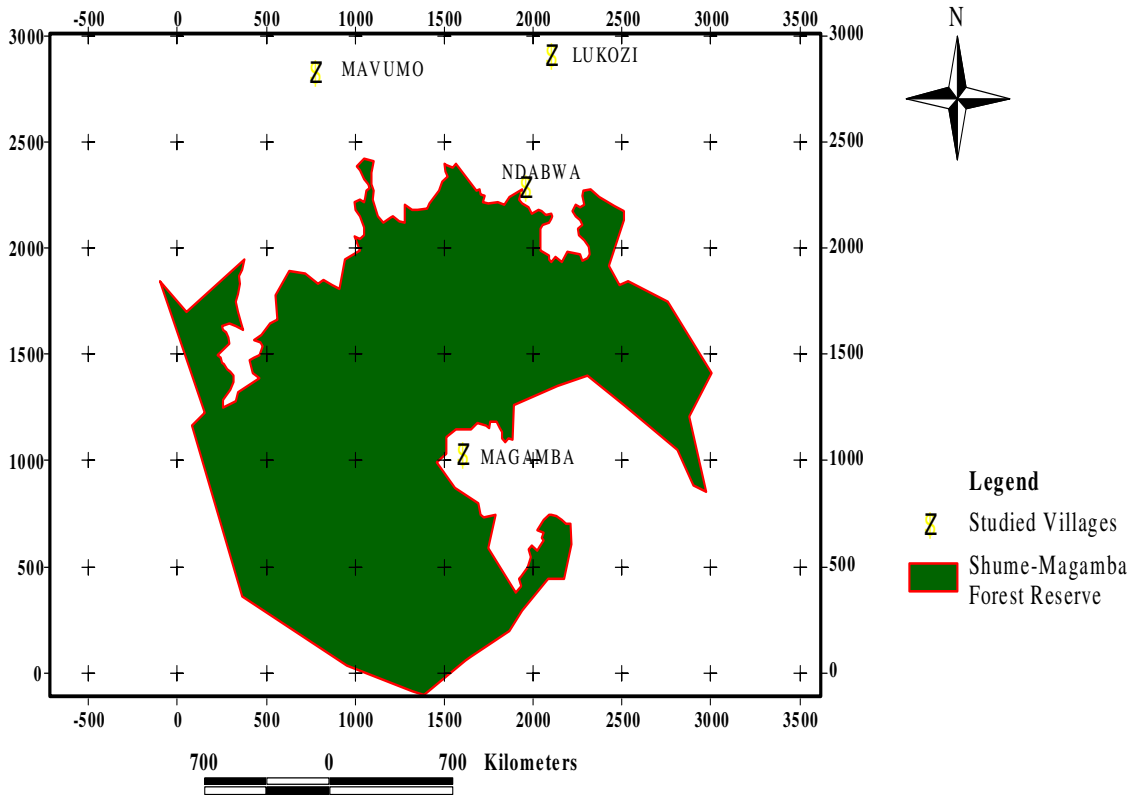 0 500 1000 1500 2000 2500 3000 3500
N
3000 3000
LUKOZI
MAVUMO
2500 2500
NDABWA
2000 2000
1500 1500
1000 MAGAMBA 1000
Legend
Z Studied Villages
500 500
Shume-Magamba
Forest Reserve
0 0
-500 0 500 1000 1500 2000 2500 3000 3500
700 0 700 Kilometers